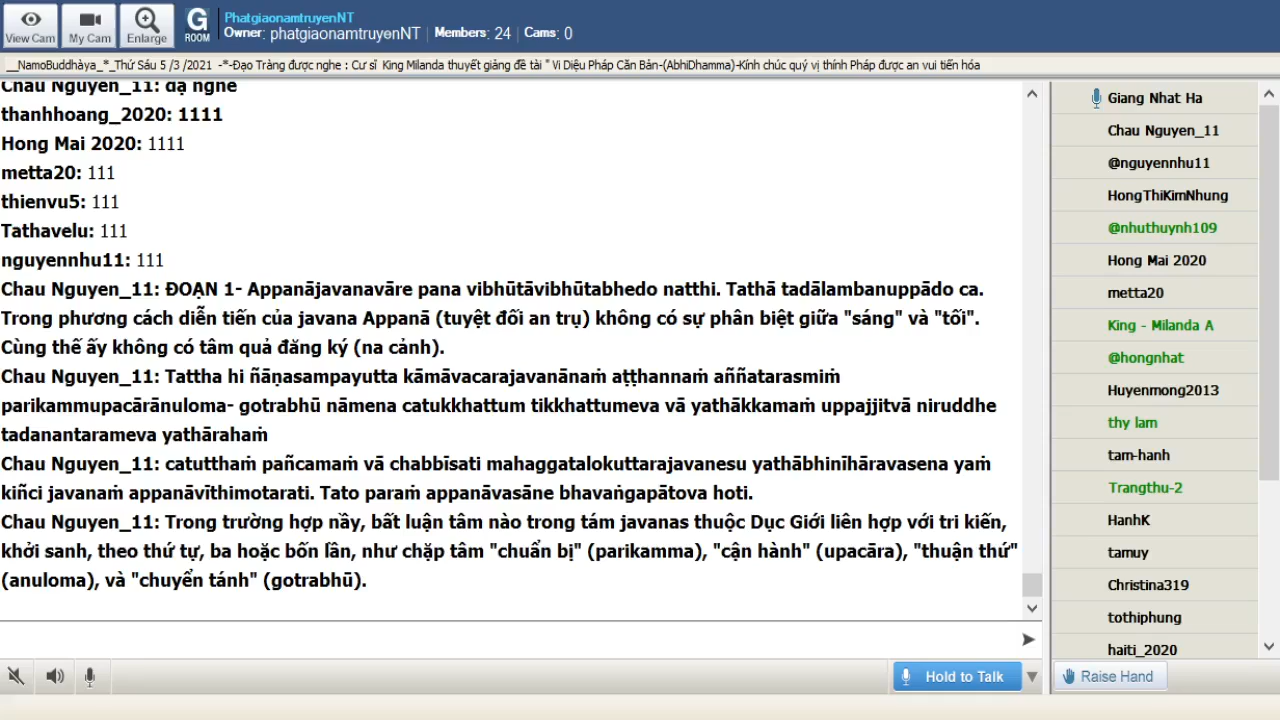 View Cam
My Cam
Enlarge
G
ROOM
PhatgiaonamtruyenNT
Owner: phatgiaonamtruyenNT | Members: 24 | Cams: 0
__NamoBuddhàya_*_Thứ Sáu 5 /3 /2021 -*-Đạo Tràng được nghe : Cư sĩ King Milanda thuyết giảng đề tài " Vi Diệu Pháp Căn Bản-(AbhiDhamma)-Kính chúc quý vị thính Pháp được an vui tiến hóa
Chau Nguyen_11: dạ nghe
thanhhoang_2020: 1111
Hong Mai 2020: 1111
metta20: 111
thienvu5: 111
Tathavelu: 111
nguyennhu11: 111
Chau Nguyen_11: ĐOẠN 1- Appanājavanavāre pana vibhūtāvibhūtabhedo natthi. Tathā tadālambanuppādo ca.
Trong phương cách diễn tiến của javana Appanā (tuyệt đối an trụ) không có sự phân biệt giữa "sáng" và "tối".
Cùng thế ấy không có tâm quả đăng ký (na cảnh).
Chau Nguyen_11: Tattha hi ñāṇasampayutta kāmāvacarajavanānaṁ aṭṭhannaṁ aññatarasmiṁ
parikammupacārānuloma- gotrabhū nāmena catukkhattum tikkhattumeva vā yathākkamaṁ uppajjitvā niruddhe
tadanantarameva yathārahaṁ
Chau Nguyen_11: catutthaṁ pañcamaṁ vā chabbīsati mahaggatalokuttarajavanesu yathābhinīhāravasena yaṁ
kiñci javanaṁ appanāvīthimotarati. Tato paraṁ appanāvasāne bhavaṅgapātova hoti.
Chau Nguyen_11: Trong trường hợp nầy, bất luận tâm nào trong tám javanas thuộc Dục Giới liên hợp với tri kiến,
khởi sanh, theo thứ tự, ba hoặc bốn lần, như chặp tâm "chuẩn bị" (parikamma), "cận hành" (upacāra), "thuận thứ"
(anuloma), và "chuyển tánh" (gotrabhū).
Hold to Talk
Giang Nhat Ha
Chau Nguyen_11
@nguyennhu11
HongThiKimNhung
@nhuthuynh109
Hong Mai 2020
metta20
King - Milanda A
@hongnhat
Huyenmong2013
thy lam
tam-hanh
Trangthu-2
HanhK
tamuy
Christina319
tothiphung
haiti_2020
Raise Hand